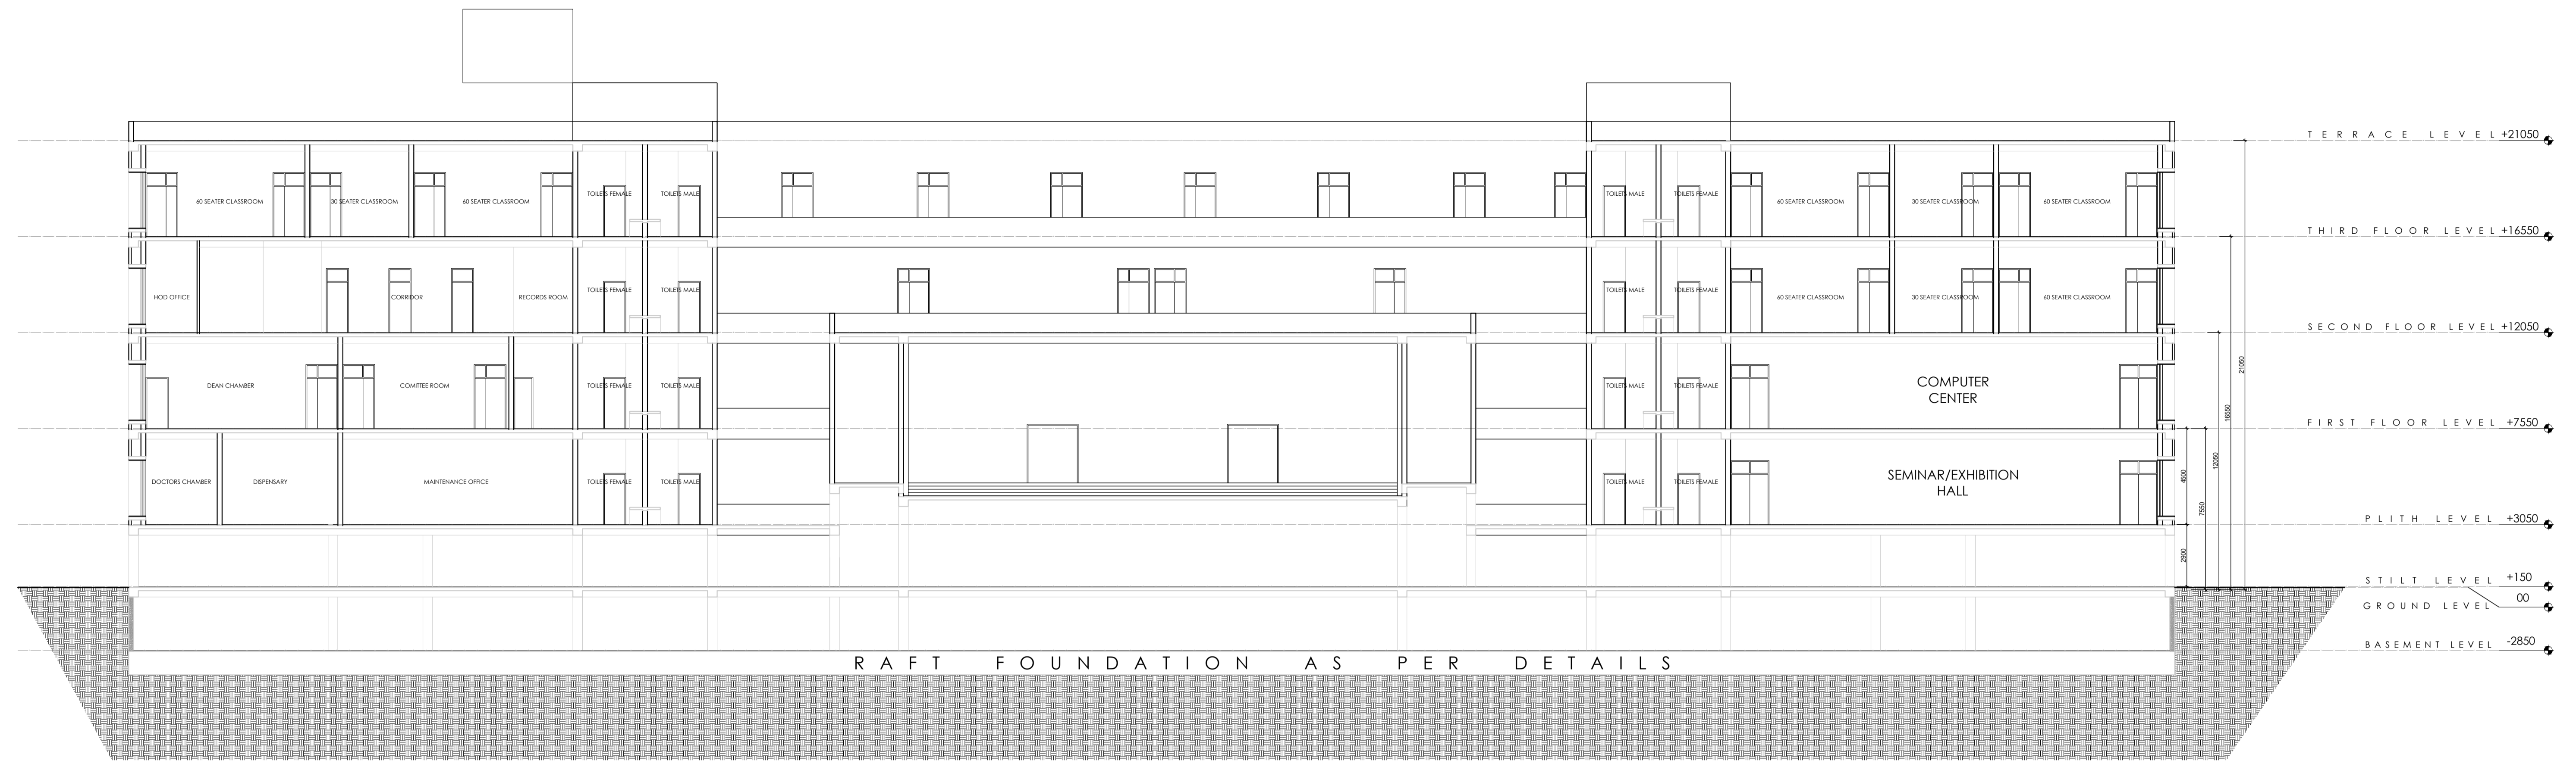 TERRACE LEVEL +21050
60 SEATER CLASSROOM
30 SEATER CLASSROOM
60 SEATER CLASSROOM
TOILETS FEMALE
TOILETS MALE
TOILETS MALE
TOILETS FEMALE
60 SEATER CLASSROOM
30 SEATER CLASSROOM
60 SEATER CLASSROOM
THIRD FLOOR LEVEL +16550
HOD OFFICE
CORRIDOR
RECORDS ROOM
TOILETS FEMALE
TOILETS MALE
TOILETS MALE
TOILETS FEMALE
60 SEATER CLASSROOM
30 SEATER CLASSROOM
60 SEATER CLASSROOM
SECOND FLOOR LEVEL +12050
DEAN CHAMBER
COMITTEE ROOM
TOILETS FEMALE
TOILETS MALE
TOILETS MALE
TOILETS FEMALE
COMPUTER
CENTER
21050
16550
FIRST FLOOR LEVEL +7550
DOCTORS CHAMBER
DISPENSARY
MAINTENANCE OFFICE
TOILETS FEMALE
TOILETS MALE
TOILETS MALE
TOILETS FEMALE
SEMINAR/EXHIBITION
HALL
4500
12050
7550
PLITH LEVEL +3050
2900
STILT LEVEL +150
GROUND LEVEL 00
BASEMENT LEVEL -2850
RAFT FOUNDATION AS PER DETAILS